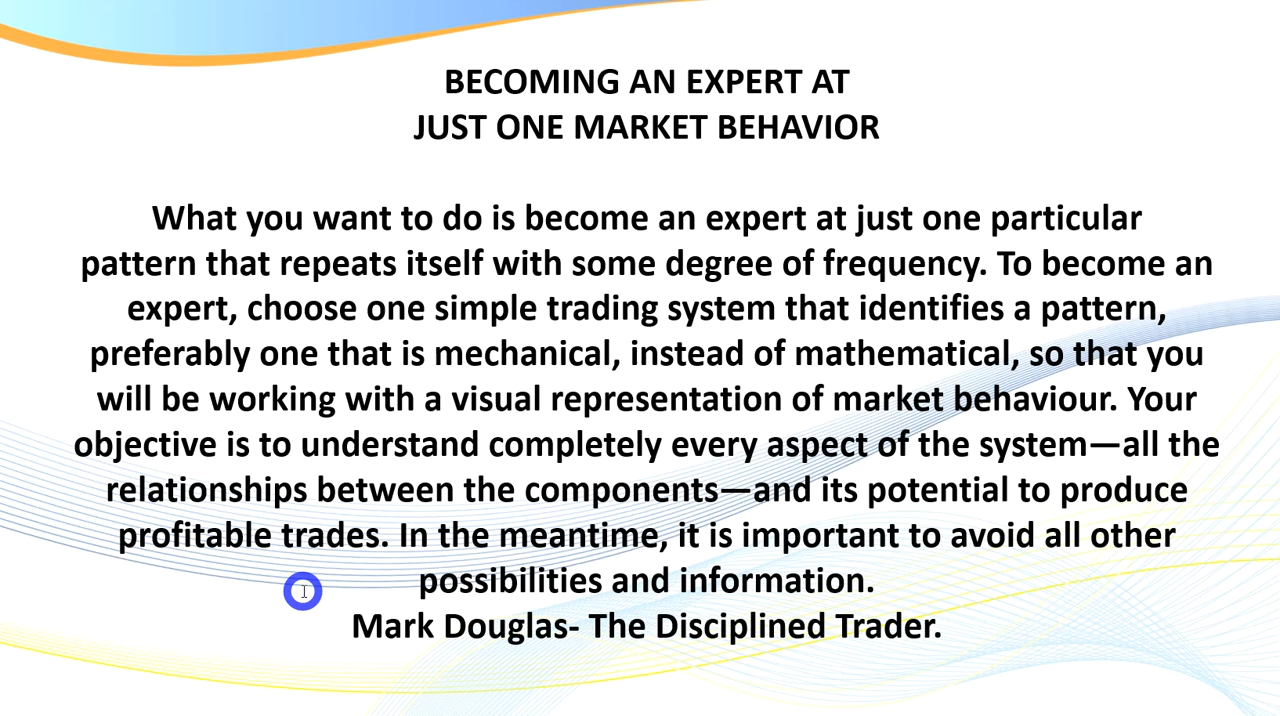 BECOMING AN EXPERT AT
JUST ONE MARKET BEHAVIOR
What you want to do is become an expert at just one particular
pattern that repeats itself with some degree of frequency. To become an
expert, choose one simple trading system that identifies a pattern,
preferably one that is mechanical, instead of mathematical, so that you
will be working with a visual representation of market behaviour. Your
objective is to understand completely every aspect of the system—all the
relationships between the components—and its potential to produce
profitable trades. In the meantime, it is important to avoid all other
possibilities and information.
Mark Douglas- The Disciplined Trader.